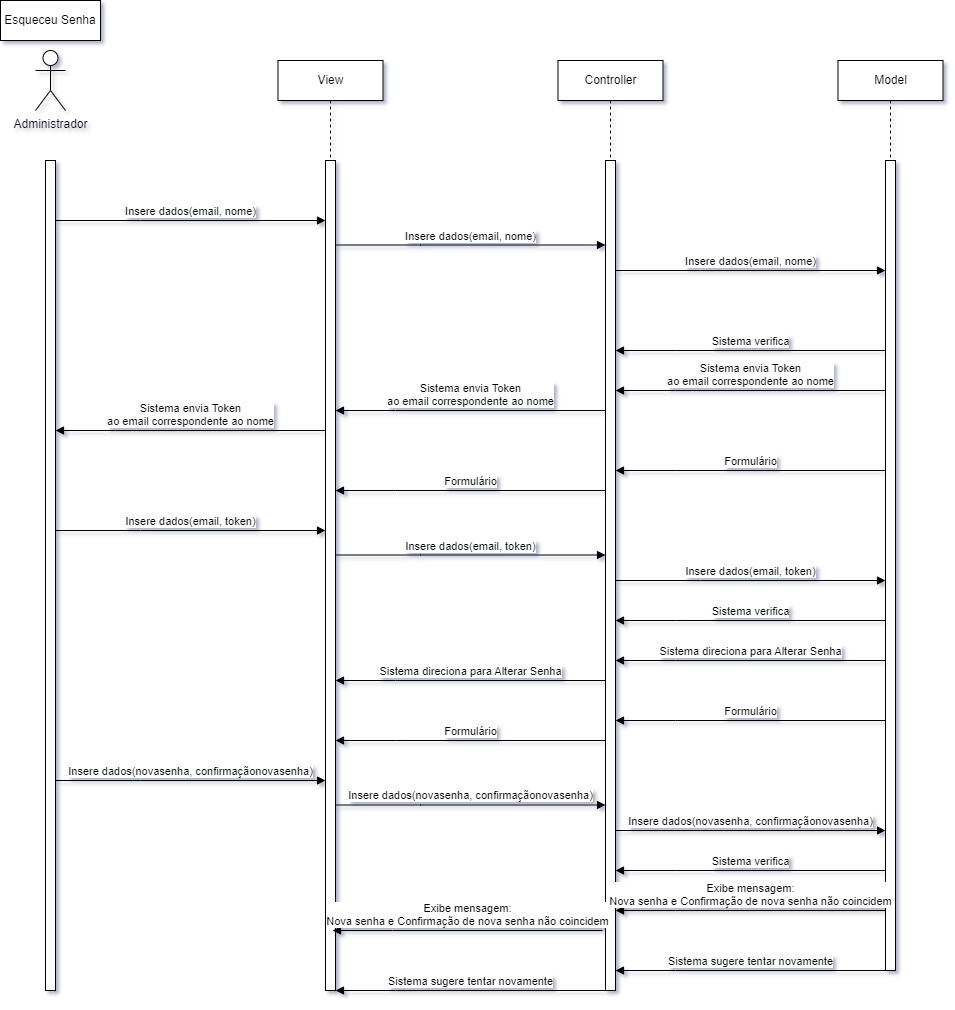 Esqueceu Senha
Administrador
View
Controller
Model
Insere dados(email, nome)
Insere dados(email, nome)
Insere dados(email, nome)
Sistema verifica
Sistema envia Token
ao email correspondente ao nome
Sistema envia Token
ao email correspondente ao nome
Sistema envia Token
ao email correspondente ao nome
Formulário
Formulário
Insere dados(email, token)
Insere dados(email, token)
Insere dados(email, token)
Sistema verifica
Sistema direciona para Alterar Senha
Sistema direciona para Alterar Senha
Formulário
Formulário
Insere dados(novasenha, confirmaçãonovasenha)
Insere dados(novasenha, confirmaçãonovasenha)
Insere dados(novasenha, confirmaçãonovasenha)
Sistema verifica
Exibe mensagem:
Nova senha e Confirmação de nova senha não coincidem
Exibe mensagem:
Nova senha e Confirmação de nova senha não coincidem
Sistema sugere tentar novamente
Sistema sugere tentar novamente